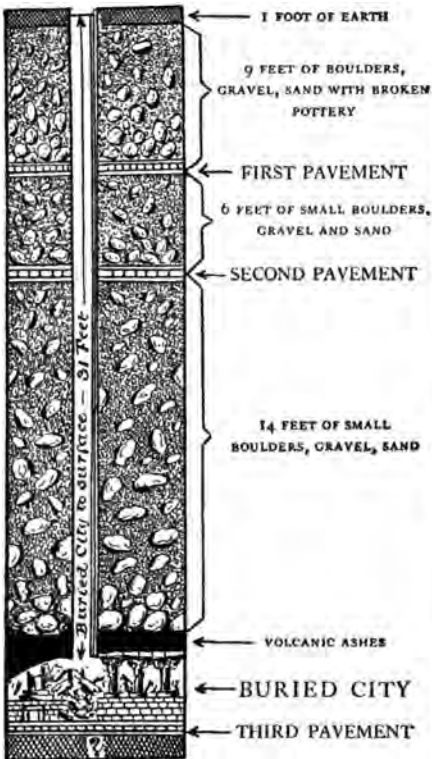 1 FOOT OF EARTH
9 FEET OF BOULDERS,
GRAVEL, SAND WITH BROKEN
POTTERY
FIRST PAVEMENT
6 FEET OF SMALL BOULDERS,
GRAVEL AND SAND
SECOND PAVEMENT
Buried City to surface – 31 Feet
14 FEET OF SMALL
BOULDERS, GRAVEL, SAND
VOLCANIC ASHES
BURIED CITY
THIRD PAVEMENT
?